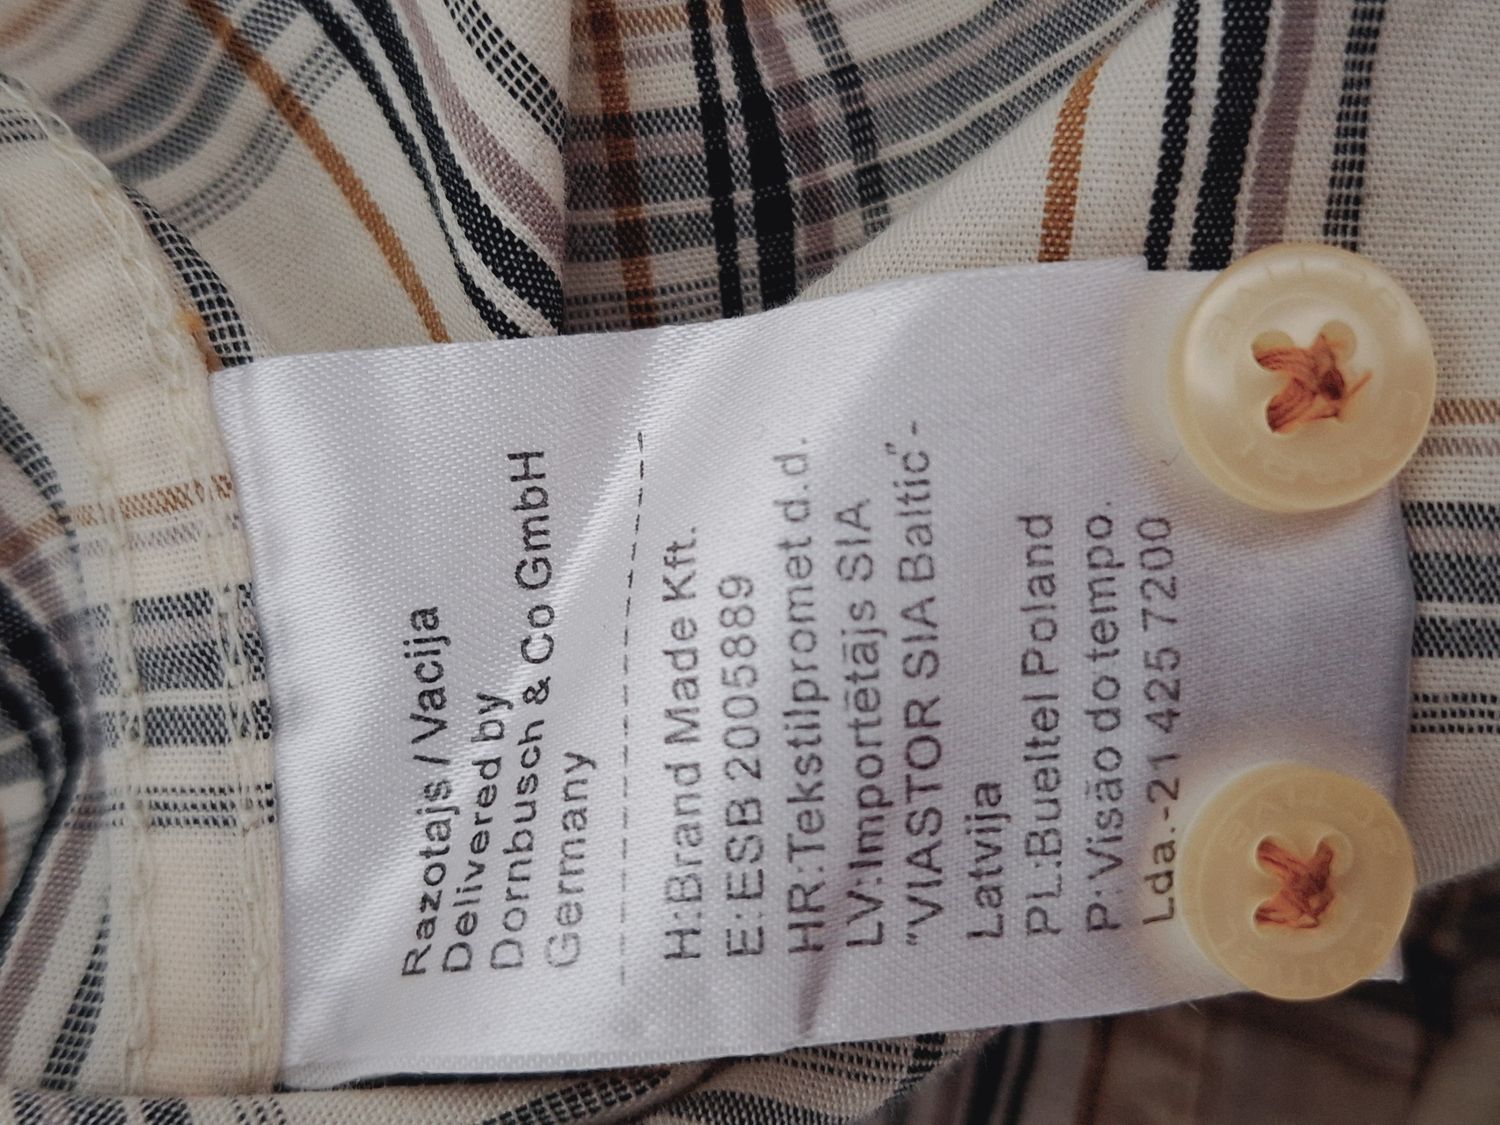 Razotajs / Vacija
Delivered by
Dornbusch & Co GmbH
Germany
H:Brand Made Kft.
E:ESB 2005889
HR:Tekstilpromet d.d.
LV:Importētājs SIA
"VIASTOR SIA Baltic"-
Latvija
PL:Bueltel Poland
P:Visão do tempo.
Lda.-21 425 7200